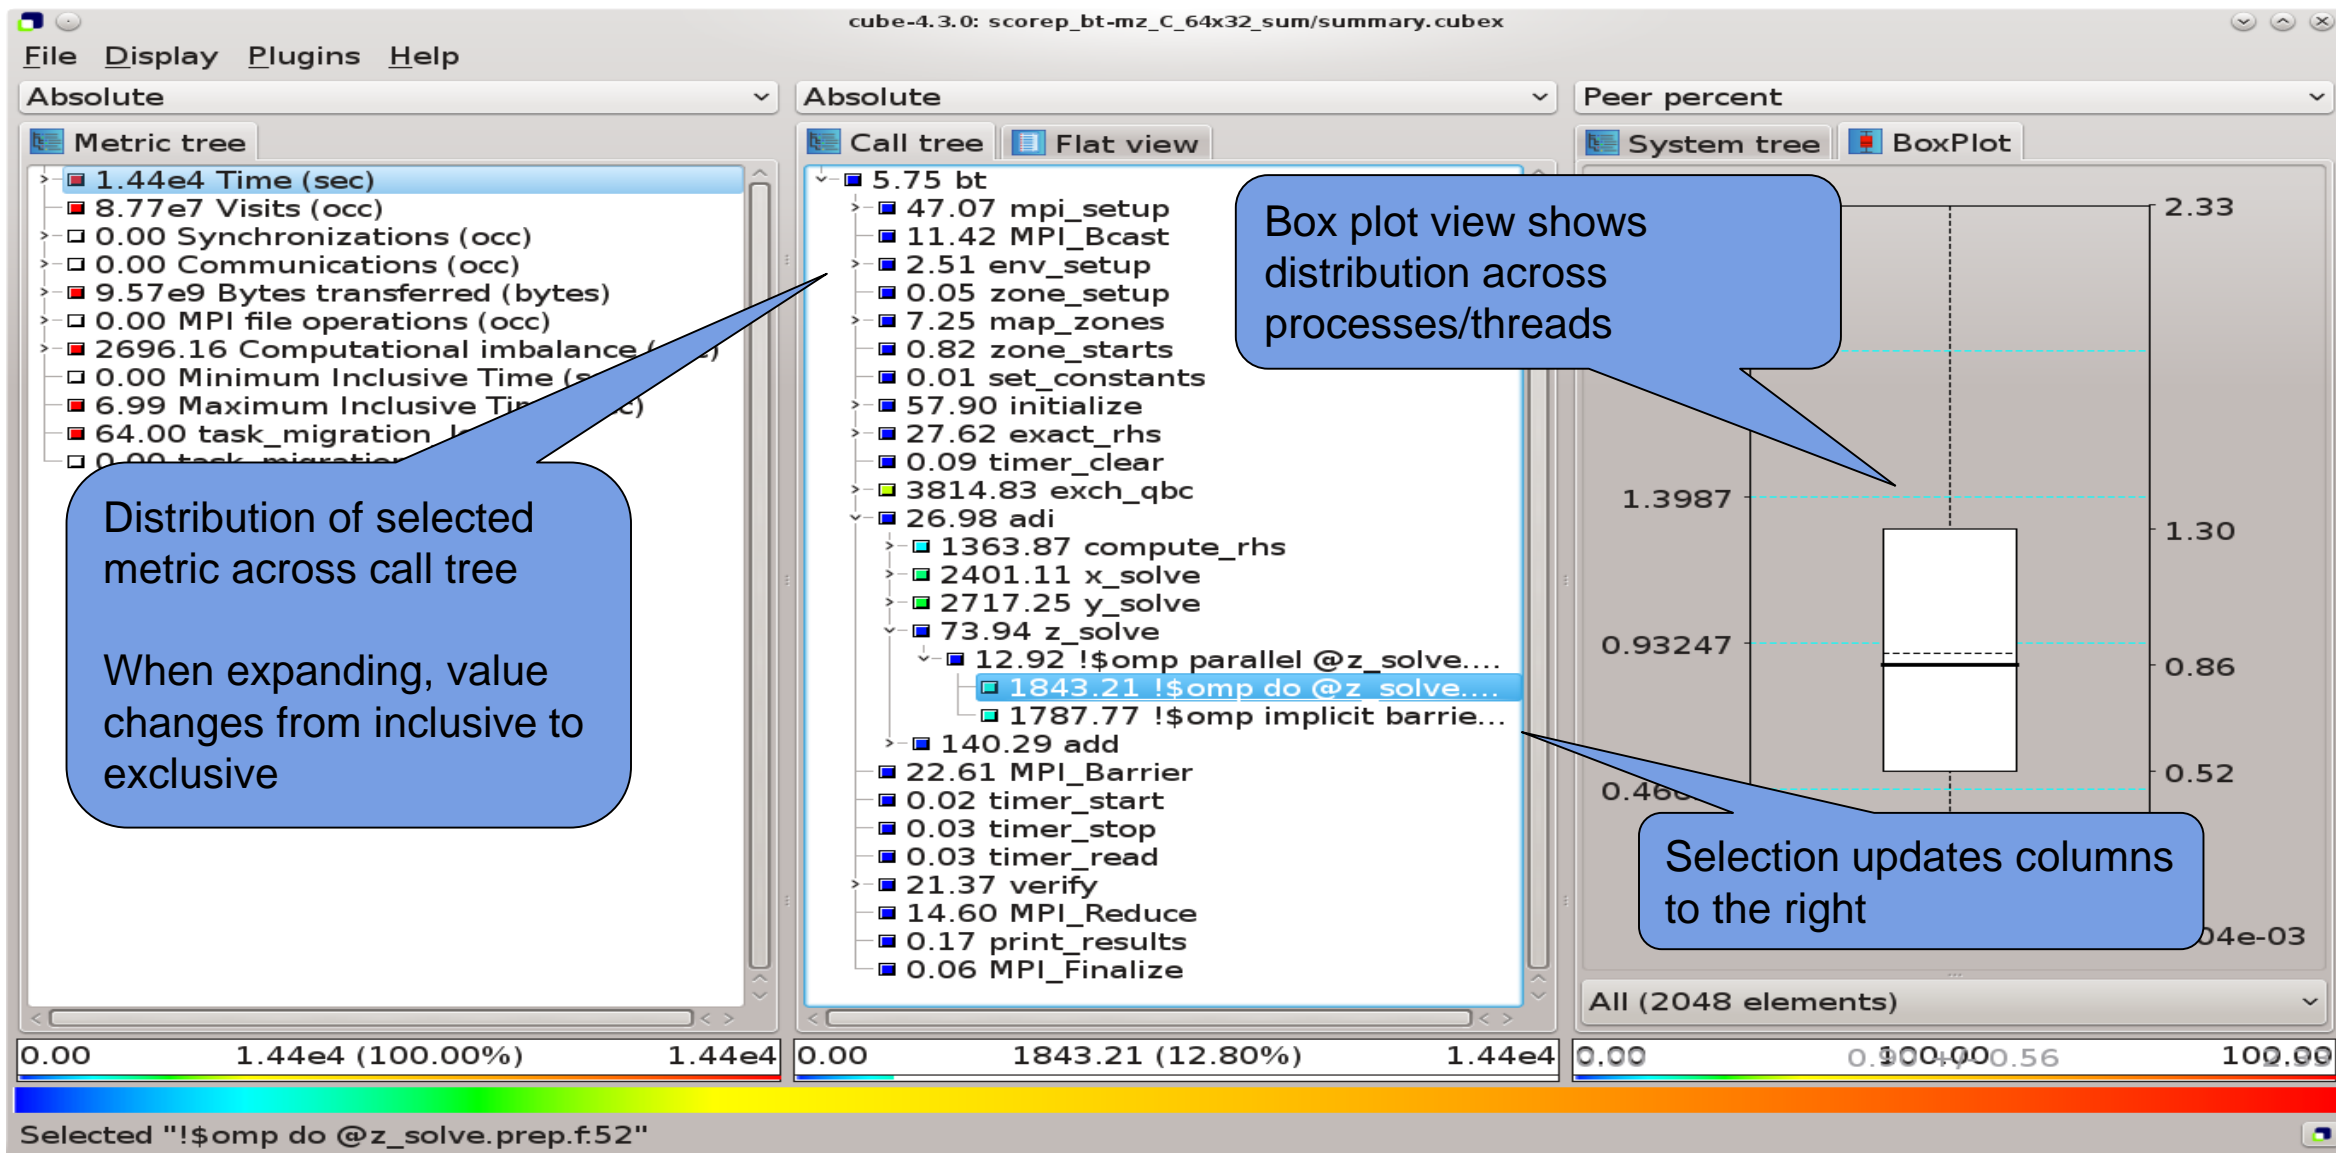 cube-4.3.0: scorep_bt-mz_C_64x32_sum/summary.cubex
File Display Plugins Help
Absolute
Metric tree
1.44e4 Time (sec)
8.77e7 Visits (occ)
0.00 Synchronizations (occ)
0.00 Communications (occ)
9.57e9 Bytes transferred (bytes)
0.00 MPI file operations (occ)
2696.16 Computational imbalance
0.00 Minimum Inclusive Time
6.99 Maximum Inclusive
64.00 task_migration
0.00 task_migration
Distribution of selected
metric across call tree
When expanding, value
changes from inclusive to
exclusive
0.00 1.44e4 (100.00%) 1.44e4
Absolute
Call tree Flat view
5.75 bt
47.07 mpi_setup
11.42 MPI_Bcast
2.51 env_setup
0.05 zone_setup
7.25 map_zones
0.82 zone_starts
0.01 set_constants
57.90 initialize
27.62 exact_rhs
0.09 timer_clear
3814.83 exch_qbc
26.98 adi
1363.87 compute_rhs
2401.11 x_solve
2717.25 y_solve
73.94 z_solve
12.92 !$omp parallel @z_solve....
1843.21 !$omp do @z_solve....
1787.77 !$omp implicit barrie...
140.29 add
22.61 MPI_Barrier
0.02 timer_start
0.03 timer_stop
0.03 timer_read
21.37 verify
14.60 MPI_Reduce
0.17 print_results
0.06 MPI_Finalize
0.00 1843.21 (12.80%) 1.44e4
Peer percent
System tree BoxPlot
Box plot view shows
distribution across
processes/threads
2.33
1.3987
1.30
0.93247
0.86
0.52
Selection updates columns
to the right
04e-03
All (2048 elements)
0.00 100.00
Selected "!$omp do @z_solve.prep.f:52"